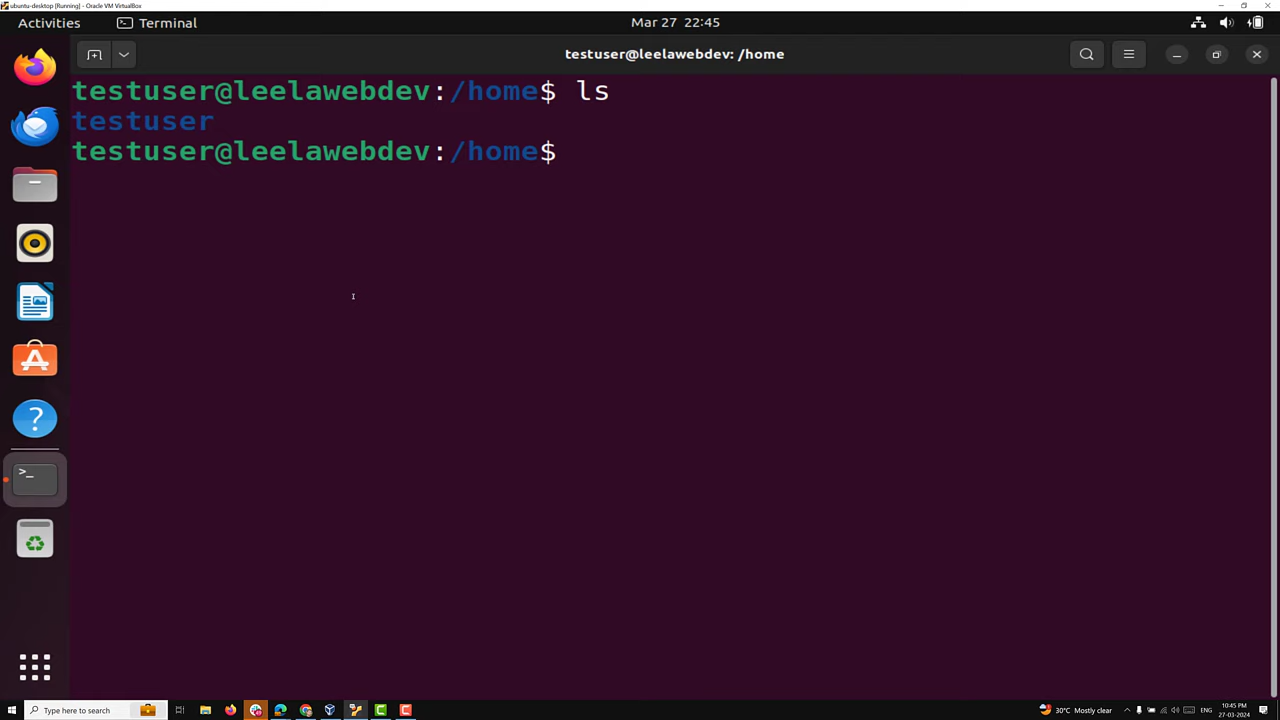 ubuntu-desktop [Running] - Oracle VM VirtualBox
Activities
Terminal
Mar 27 22:45
testuser@leelawebdev: /home
testuser@leelawebdev:/home$ ls
testuser
testuser@leelawebdev:/home$
?
>_
Type here to search
30°C Mostly clear
ENG
10:45 PM
27-03-2024